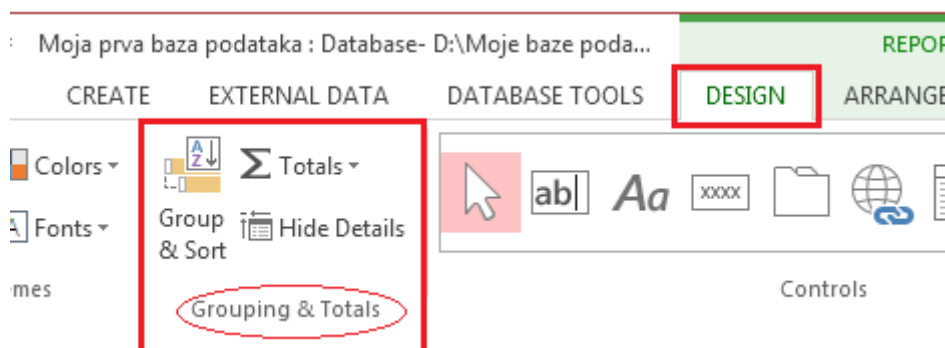 Moja prva baza podataka : Database- D:\Moje baze poda...
REPOR
CREATE EXTERNAL DATA DATABASE TOOLS DESIGN ARRANGE
Colors
Totals
ab
Aa
xxxx
A
Z
Fonts
Group
& Sort
Hide Details
mes
Grouping & Totals
Controls